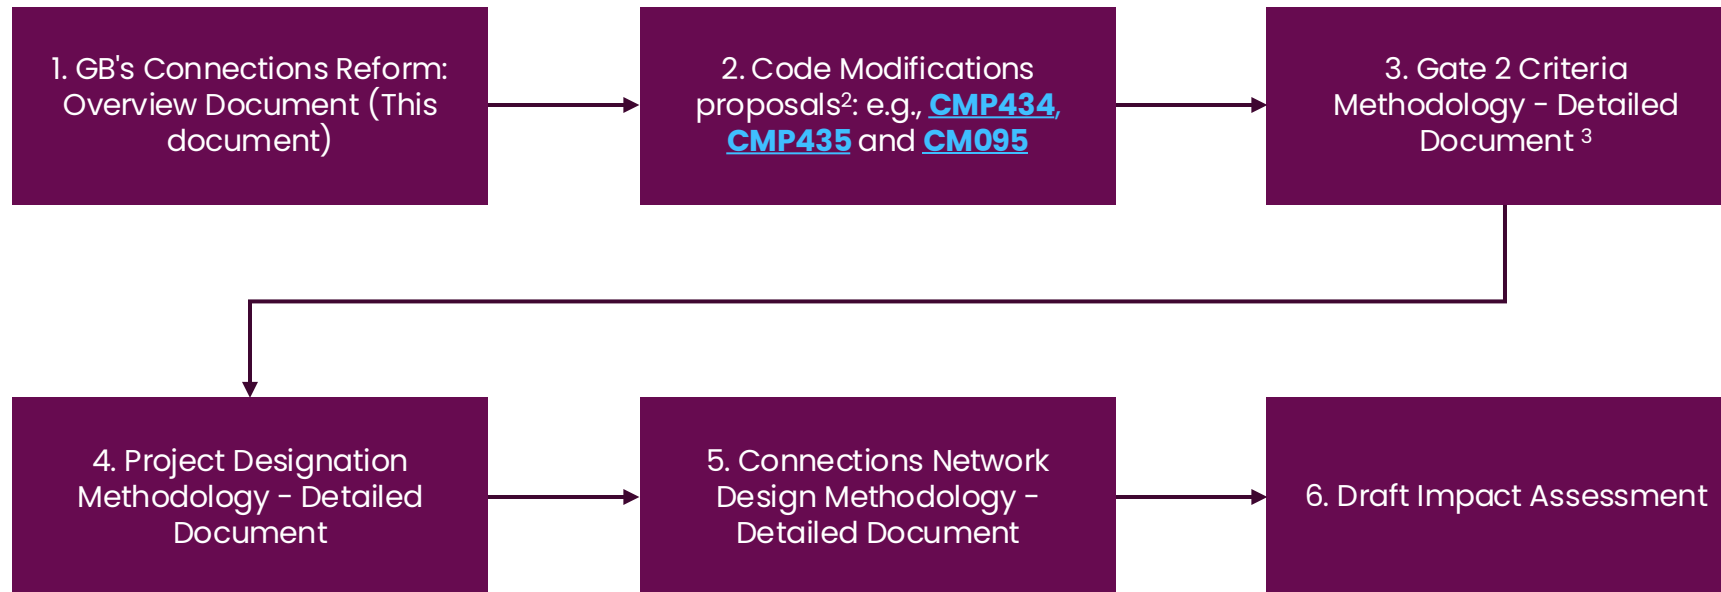 1. GB's Connections Reform:
Overview Document (This
document)
2. Code Modifications
proposals²: e.g., CMP434,
CMP435 and CM095
3. Gate 2 Criteria
Methodology - Detailed
Document ³
4. Project Designation
Methodology - Detailed
Document
5. Connections Network
Design Methodology -
Detailed Document
6. Draft Impact Assessment